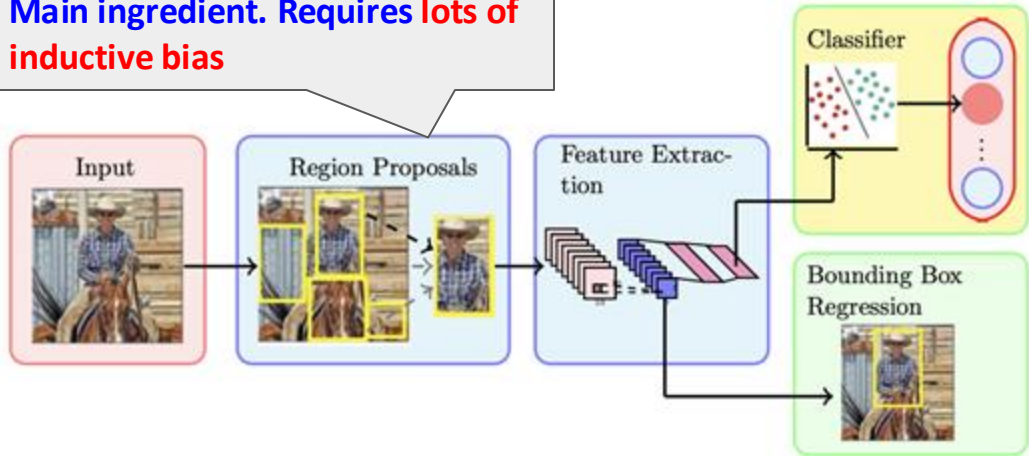 Main ingredient. Requires lots of
inductive bias
Input
Region Proposals
Feature Extrac-
tion
Classifier
Bounding Box
Regression